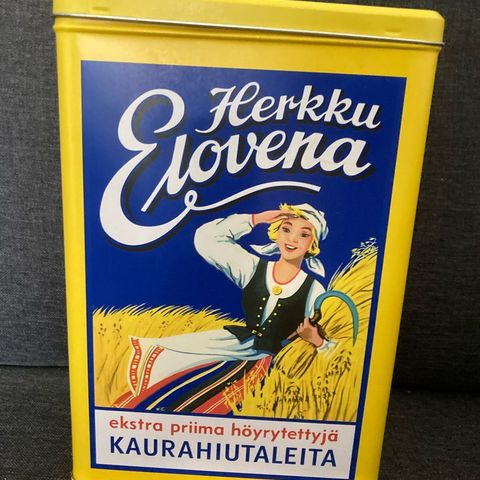 Herkku
Elovena
ekstra priima höyrytettyjä
KAURAHIUTALEITA